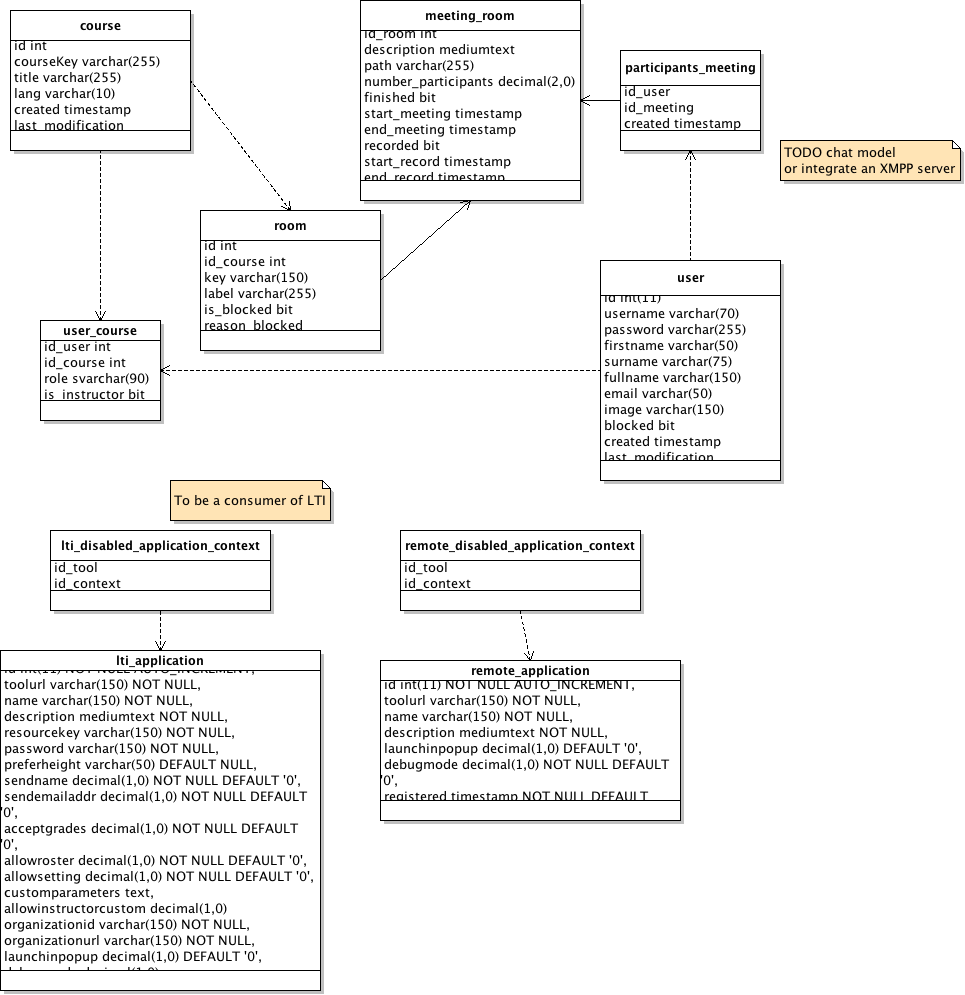 course
id int
courseKey varchar(255)
title varchar(255)
lang varchar(10)
created timestamp
last_modification
meeting_room
id_room int
description mediumtext
path varchar(255)
number_participants decimal(2,0)
finished bit
start_meeting timestamp
end_meeting timestamp
recorded bit
start_record timestamp
end_record timestamp
participants_meeting
id_user
id_meeting
created timestamp
TODO chat model
or integrate an XMPP server
room
id int
id_course int
key varchar(150)
label varchar(255)
is_blocked bit
reason_blocked
user
id int(11)
username varchar(70)
password varchar(255)
firstname varchar(50)
surname varchar(75)
fullname varchar(150)
email varchar(50)
image varchar(150)
blocked bit
created timestamp
last_modification
user_course
id_user int
id_course int
role svarchar(90)
is_instructor bit
To be a consumer of LTI
lti_disabled_application_context
id_tool
id_context
remote_disabled_application_context
id_tool
id_context
lti_application
id int(11) NOT NULL AUTO_INCREMENT,
toolurl varchar(150) NOT NULL,
name varchar(150) NOT NULL,
description mediumtext NOT NULL,
resourcekey varchar(150) NOT NULL,
password varchar(150) NOT NULL,
preferheight varchar(50) DEFAULT NULL,
sendname decimal(1,0) NOT NULL DEFAULT '0',
sendemailaddr decimal(1,0) NOT NULL DEFAULT
'0',
acceptgrades decimal(1,0) NOT NULL DEFAULT
'0',
allowroster decimal(1,0) NOT NULL DEFAULT '0',
allowsetting decimal(1,0) NOT NULL DEFAULT '0',
customparameters text,
allowinstructorcustom decimal(1,0)
organizationid varchar(150) NOT NULL,
organizationurl varchar(150) NOT NULL,
launchinpopup decimal(1,0) DEFAULT '0',
remote_application
id int(11) NOT NULL AUTO_INCREMENT,
toolurl varchar(150) NOT NULL,
name varchar(150) NOT NULL,
description mediumtext NOT NULL,
launchinpopup decimal(1,0) DEFAULT '0',
debugmode decimal(1,0) NOT NULL DEFAULT
'0',
registered timestamp NOT NULL DEFAULT